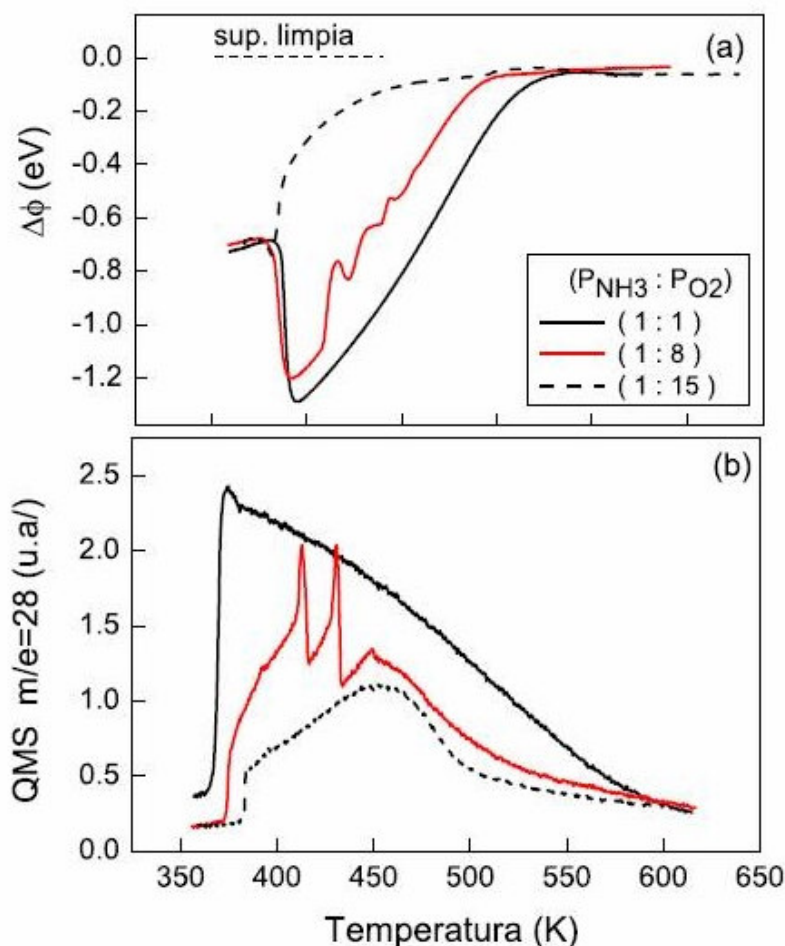 sup. limpia
(a)
0.0
-0.2
-0.4
-0.6
-0.8
-1.0
-1.2
Δϕ (eV)
(PNH3 : PO2)
( 1 : 1 )
( 1 : 8 )
( 1 : 15 )
(b)
2.5
2.0
1.5
1.0
0.5
0.0
QMS m/e=28 (u.a/)
350 400 450 500 550 600 650
Temperatura (K)